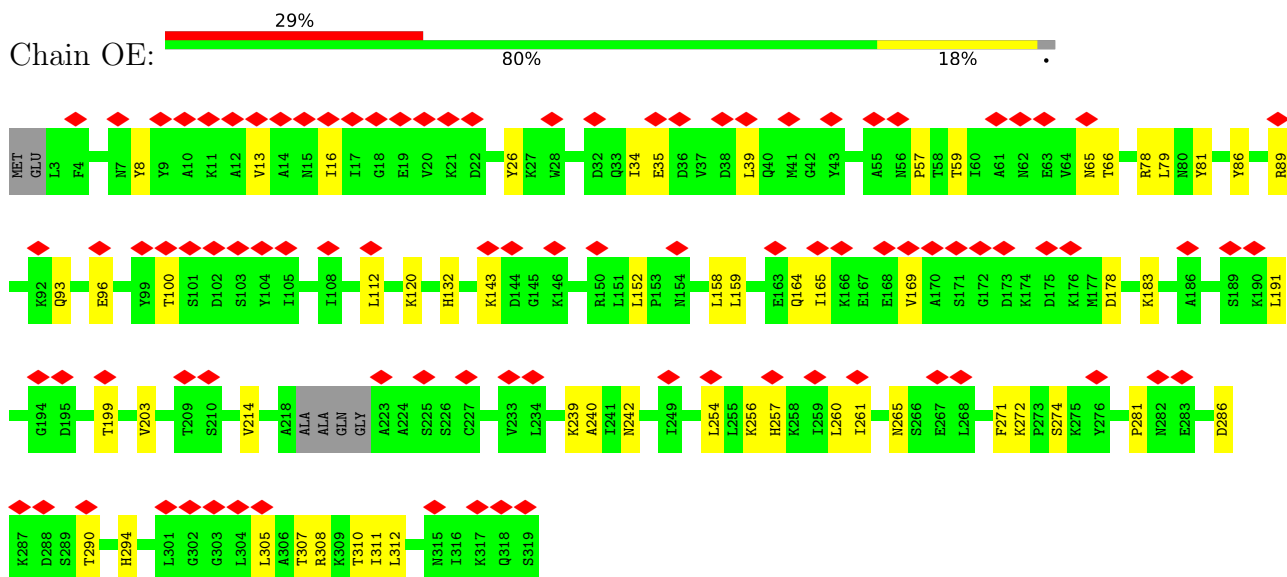 29%
Chain OE:
80% 18% •
MET GLU L3 F4 N7 Y8 Y9 A10 K11 A12 V13 A14 N15 I16 I17 G18 E19 V20 K21 D22 Y26 K27 W28 D32 Q33 I34 E35 D36 V37 D38 L39 Q40 M41 G42 Y43 A55 N56 P57 T58 T59 I60 A61 N62 E63 V64 N65 T66 R78 L79 N80 Y81 Y86 R89
K92 Q93 E96 Y99 T100 S101 D102 S103 Y104 I105 I108 L112 K120 H132 K143 D144 G145 K146 R150 L151 L152 P153 N154 L158 L159 E163 Q164 I165 K166 E167 E168 V169 A170 S171 G172 D173 K174 D175 K176 M177 D178 K183 A186 S189 K190 L191
G194 D195 T199 V203 T209 S210 V214 A218 ALA ALA GLN GLY A223 A224 S225 S226 C227 V233 L234 K239 A240 I241 N242 I249 L254 L255 K256 H257 K258 I259 L260 I261 N265 S266 E267 L268 F271 K272 P273 S274 K275 Y276 P281 N282 E283 D286
K287 D288 S289 T290 H294 L301 G302 G303 L304 L305 A306 T307 R308 K309 T310 I311 L312 N315 I316 K317 Q318 S319